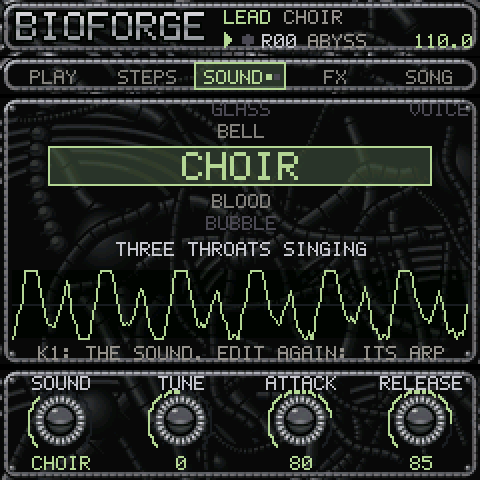 BIOFORGE
LEAD CHOIR
R00 ABYSS 110.0
PLAY STEPS SOUND FX SONG
GLASS VOICE
BELL
CHOIR
BLOOD
BUBBLE
THREE THROATS SINGING
K1: THE SOUND. EDIT AGAIN: ITS ARP
SOUND TUNE ATTACK RELEASE
CHOIR 0 80 85